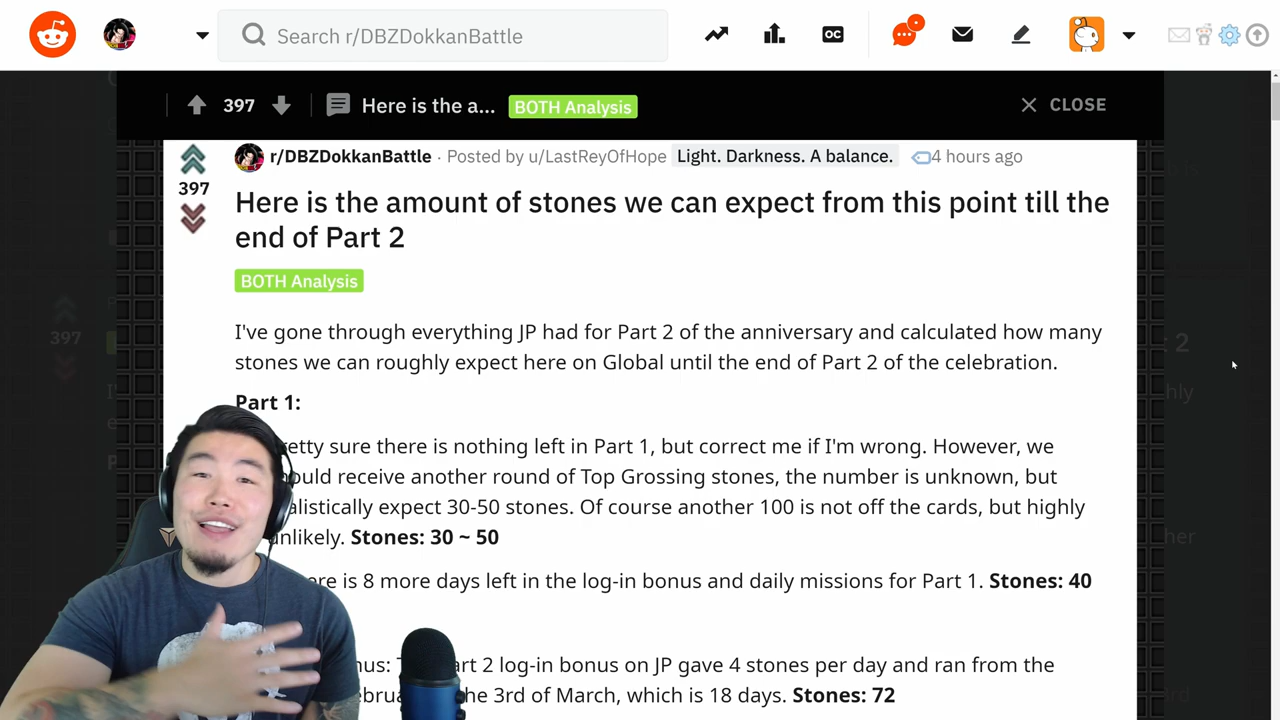 Search r/DBZDokkanBattle
OC
397
Here is the a...
BOTH Analysis
CLOSE
r/DBZDokkanBattle · Posted by u/LastReyOfHope
Light. Darkness. A balance.
4 hours ago
397
Here is the amount of stones we can expect from this point till the
end of Part 2
BOTH Analysis
397
I've gone through everything JP had for Part 2 of the anniversary and calculated how many
stones we can roughly expect here on Global until the end of Part 2 of the celebration.
Part 1:
sure there is nothing left in Part 1, but correct me if I'm wrong. However, we
receive another round of Top Grossing stones, the number is unknown, but
expect 30-50 stones. Of course another 100 is not off the cards, but highly
unlikely. Stones: 30 ~ 50
is 8 more days left in the log-in bonus and daily missions for Part 1. Stones: 40
2 log-in bonus on JP gave 4 stones per day and ran from the
3rd of March, which is 18 days. Stones: 72